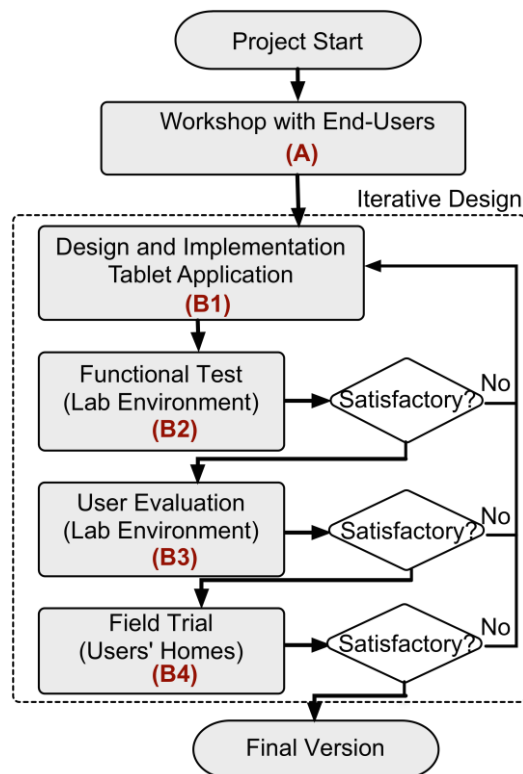 Project Start
Workshop with End-Users
(A)
Iterative Design
Design and Implementation
Tablet Application
(B1)
Functional Test
(Lab Environment)
(B2)
Satisfactory?
No
User Evaluation
(Lab Environment)
(B3)
Satisfactory?
No
Field Trial
(Users' Homes)
(B4)
Satisfactory?
No
Final Version